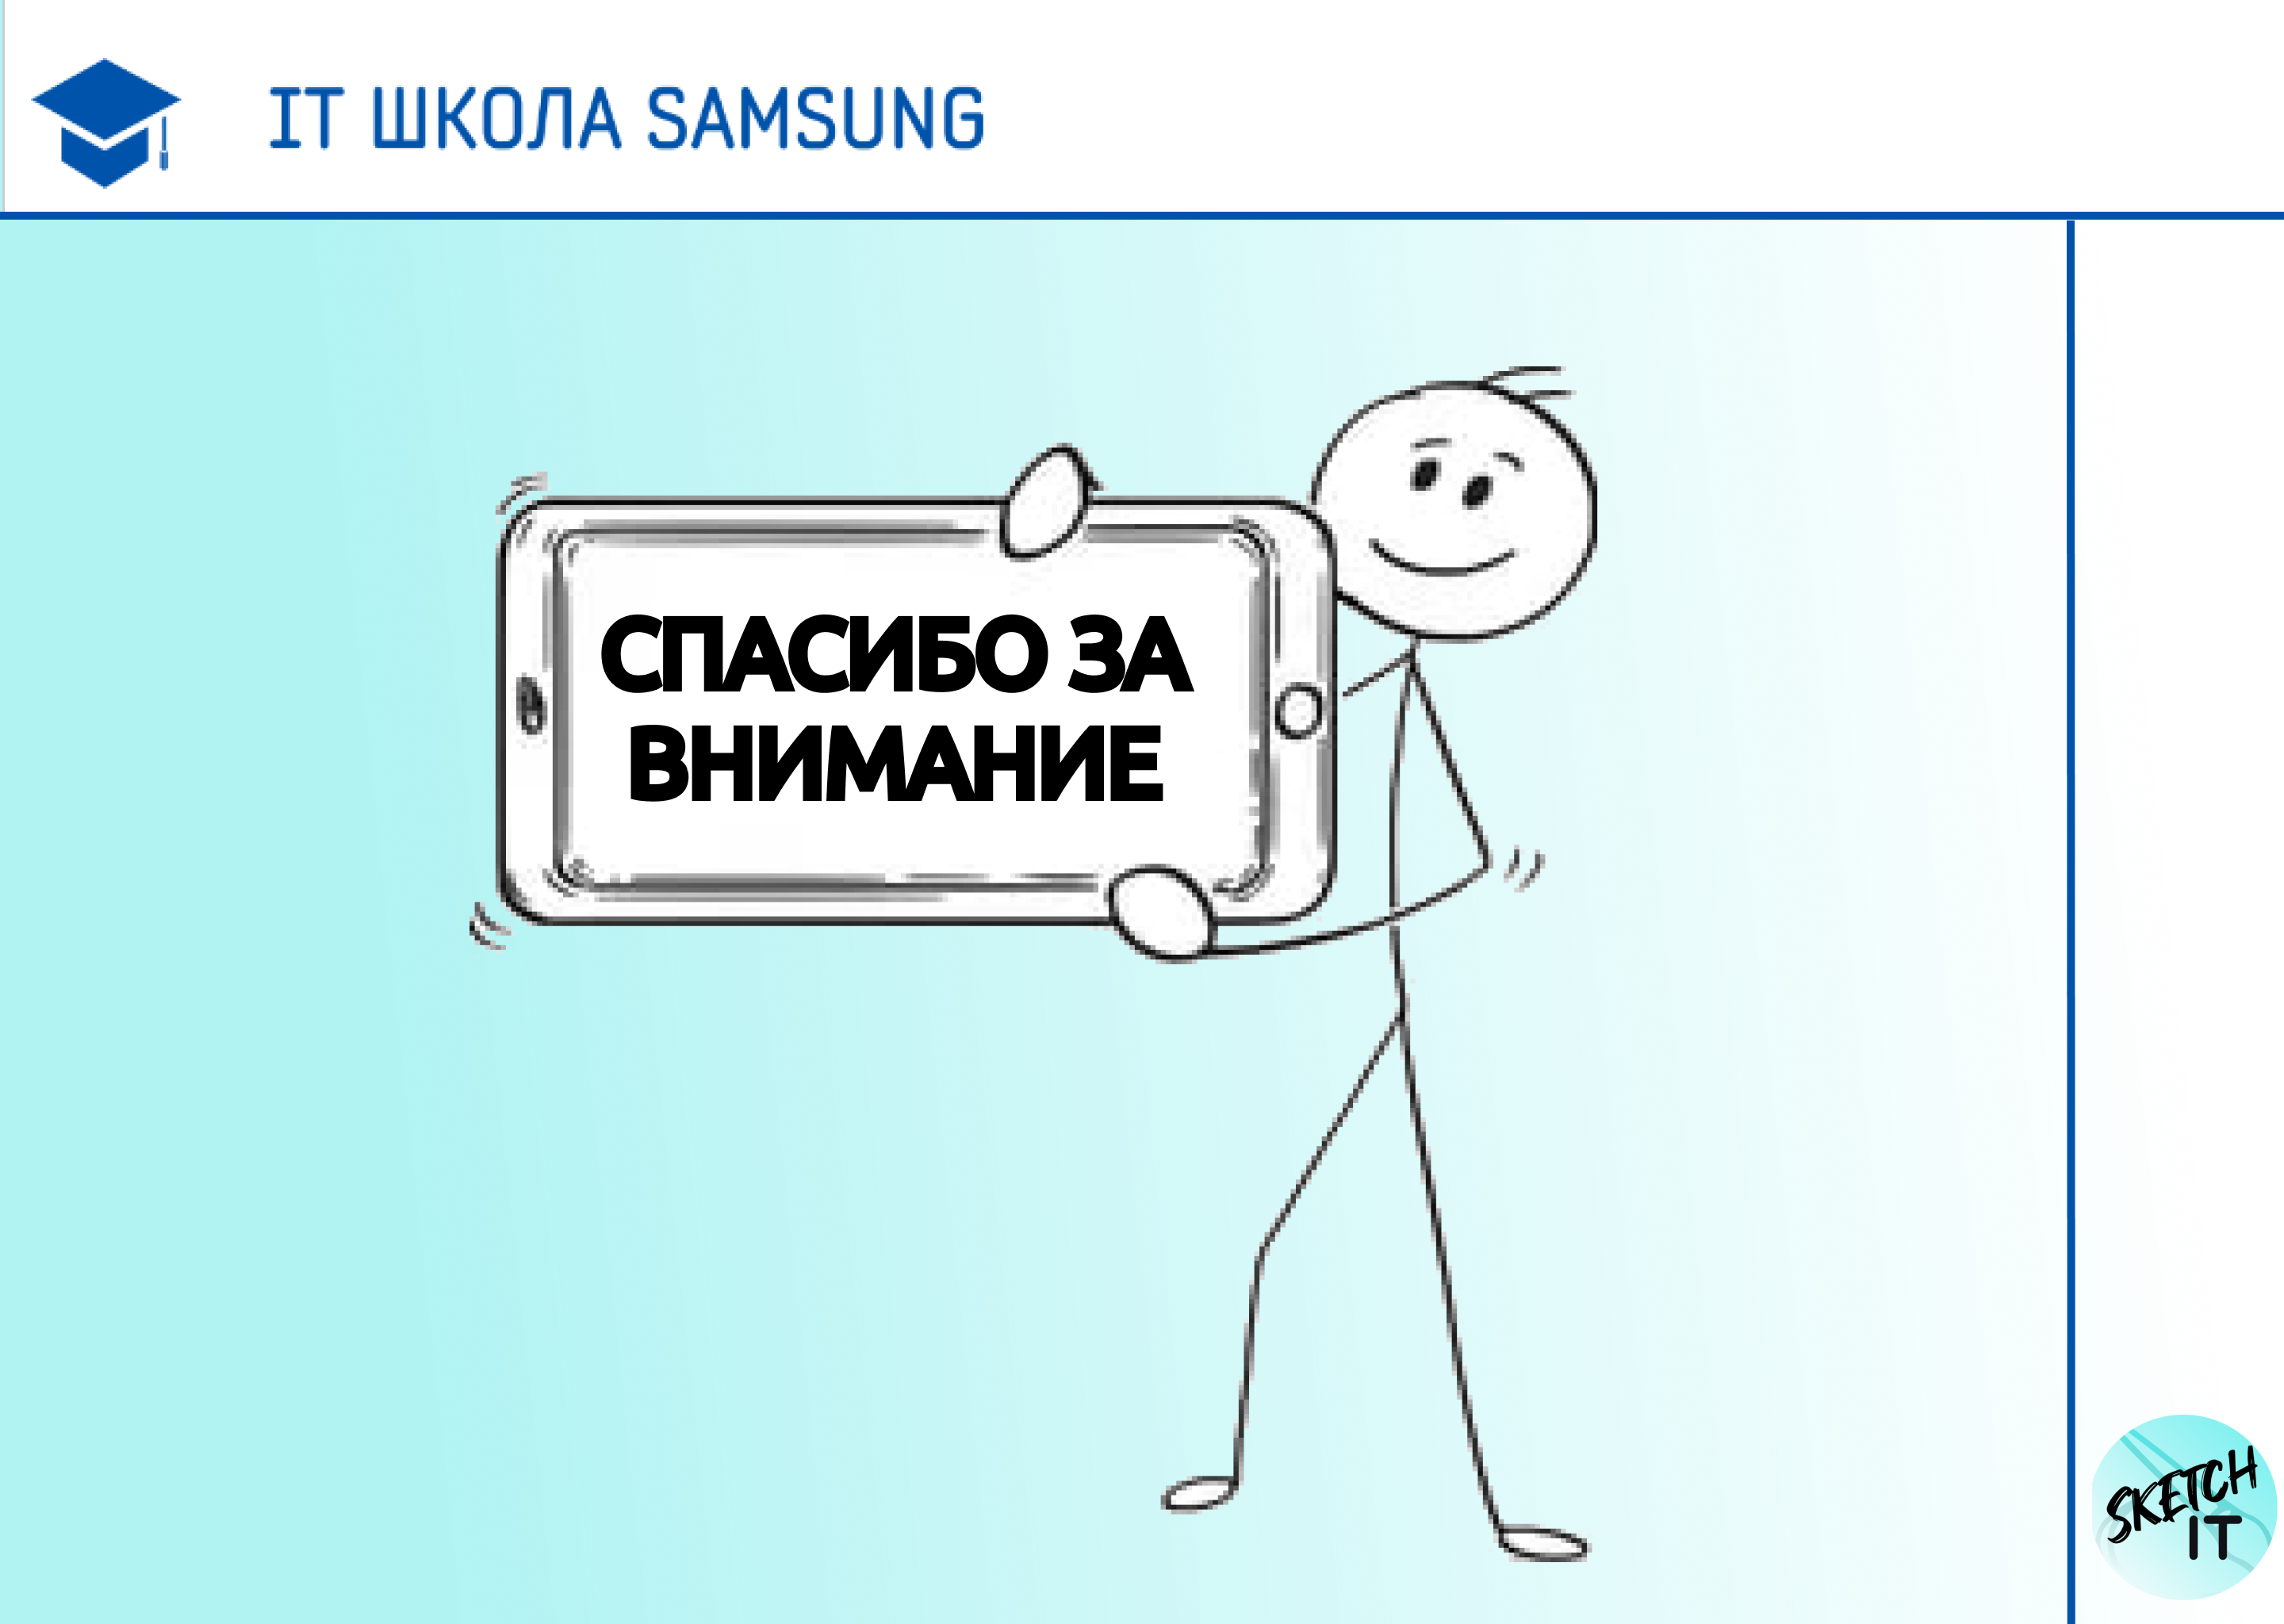 IT ШКОЛА SAMSUNG
СПАСИБО ЗА
ВНИМАНИЕ
SKETCH
IT